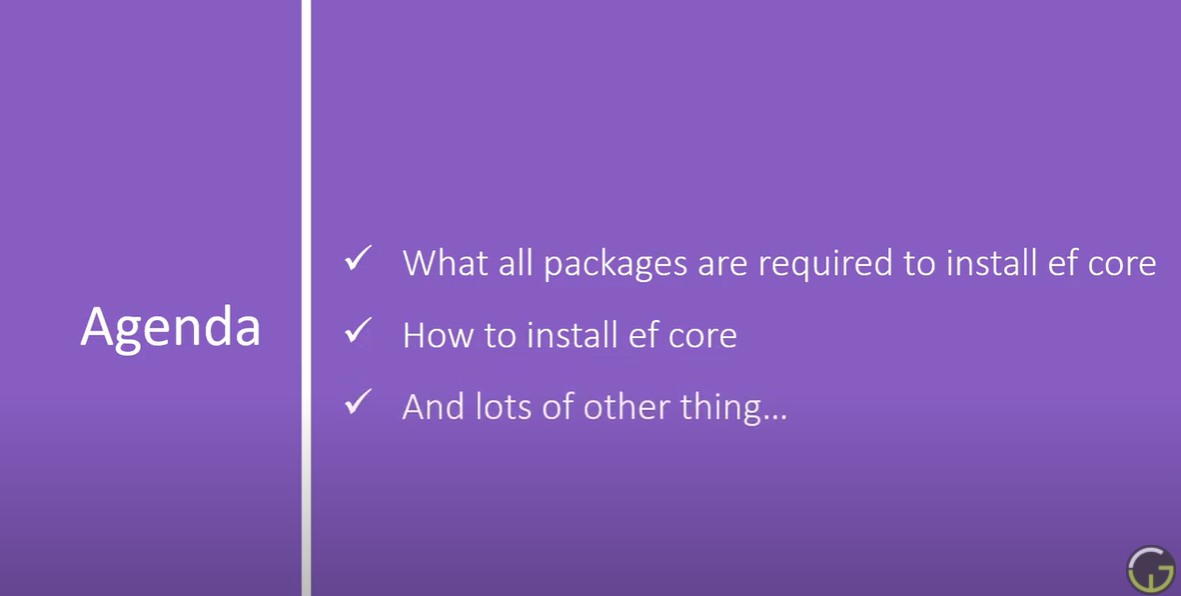 Agenda
✓ What all packages are required to install ef core
✓ How to install ef core
✓ And lots of other thing...